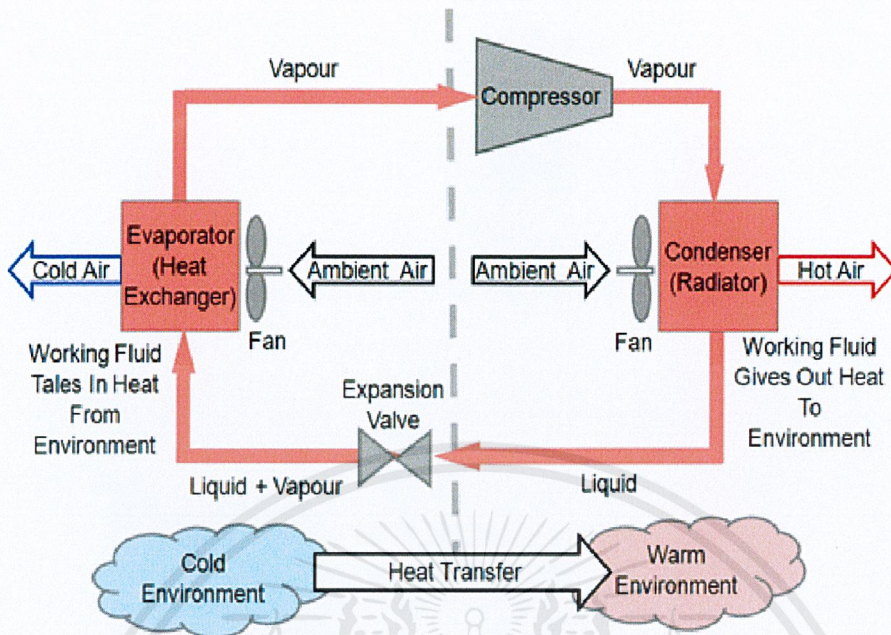 Vapour
Compressor
Vapour
Evaporator
(Heat
Exchanger)
Cold Air
Ambient Air
Ambient Air
Condenser
(Radiator)
Hot Air
Fan
Fan
Working Fluid
Tales In Heat
From
Environment
Expansion
Valve
Working Fluid
Gives Out Heat
To
Environment
Liquid + Vapour
Liquid
Cold
Environment
Heat Transfer
Warm
Environment